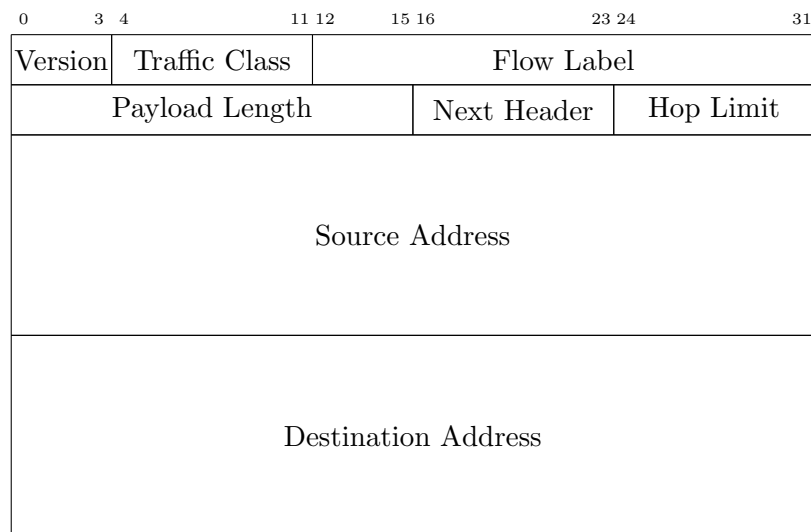 0 3 4 11 12 15 16 23 24 31
Version Traffic Class Flow Label
Payload Length Next Header Hop Limit
Source Address
Destination Address